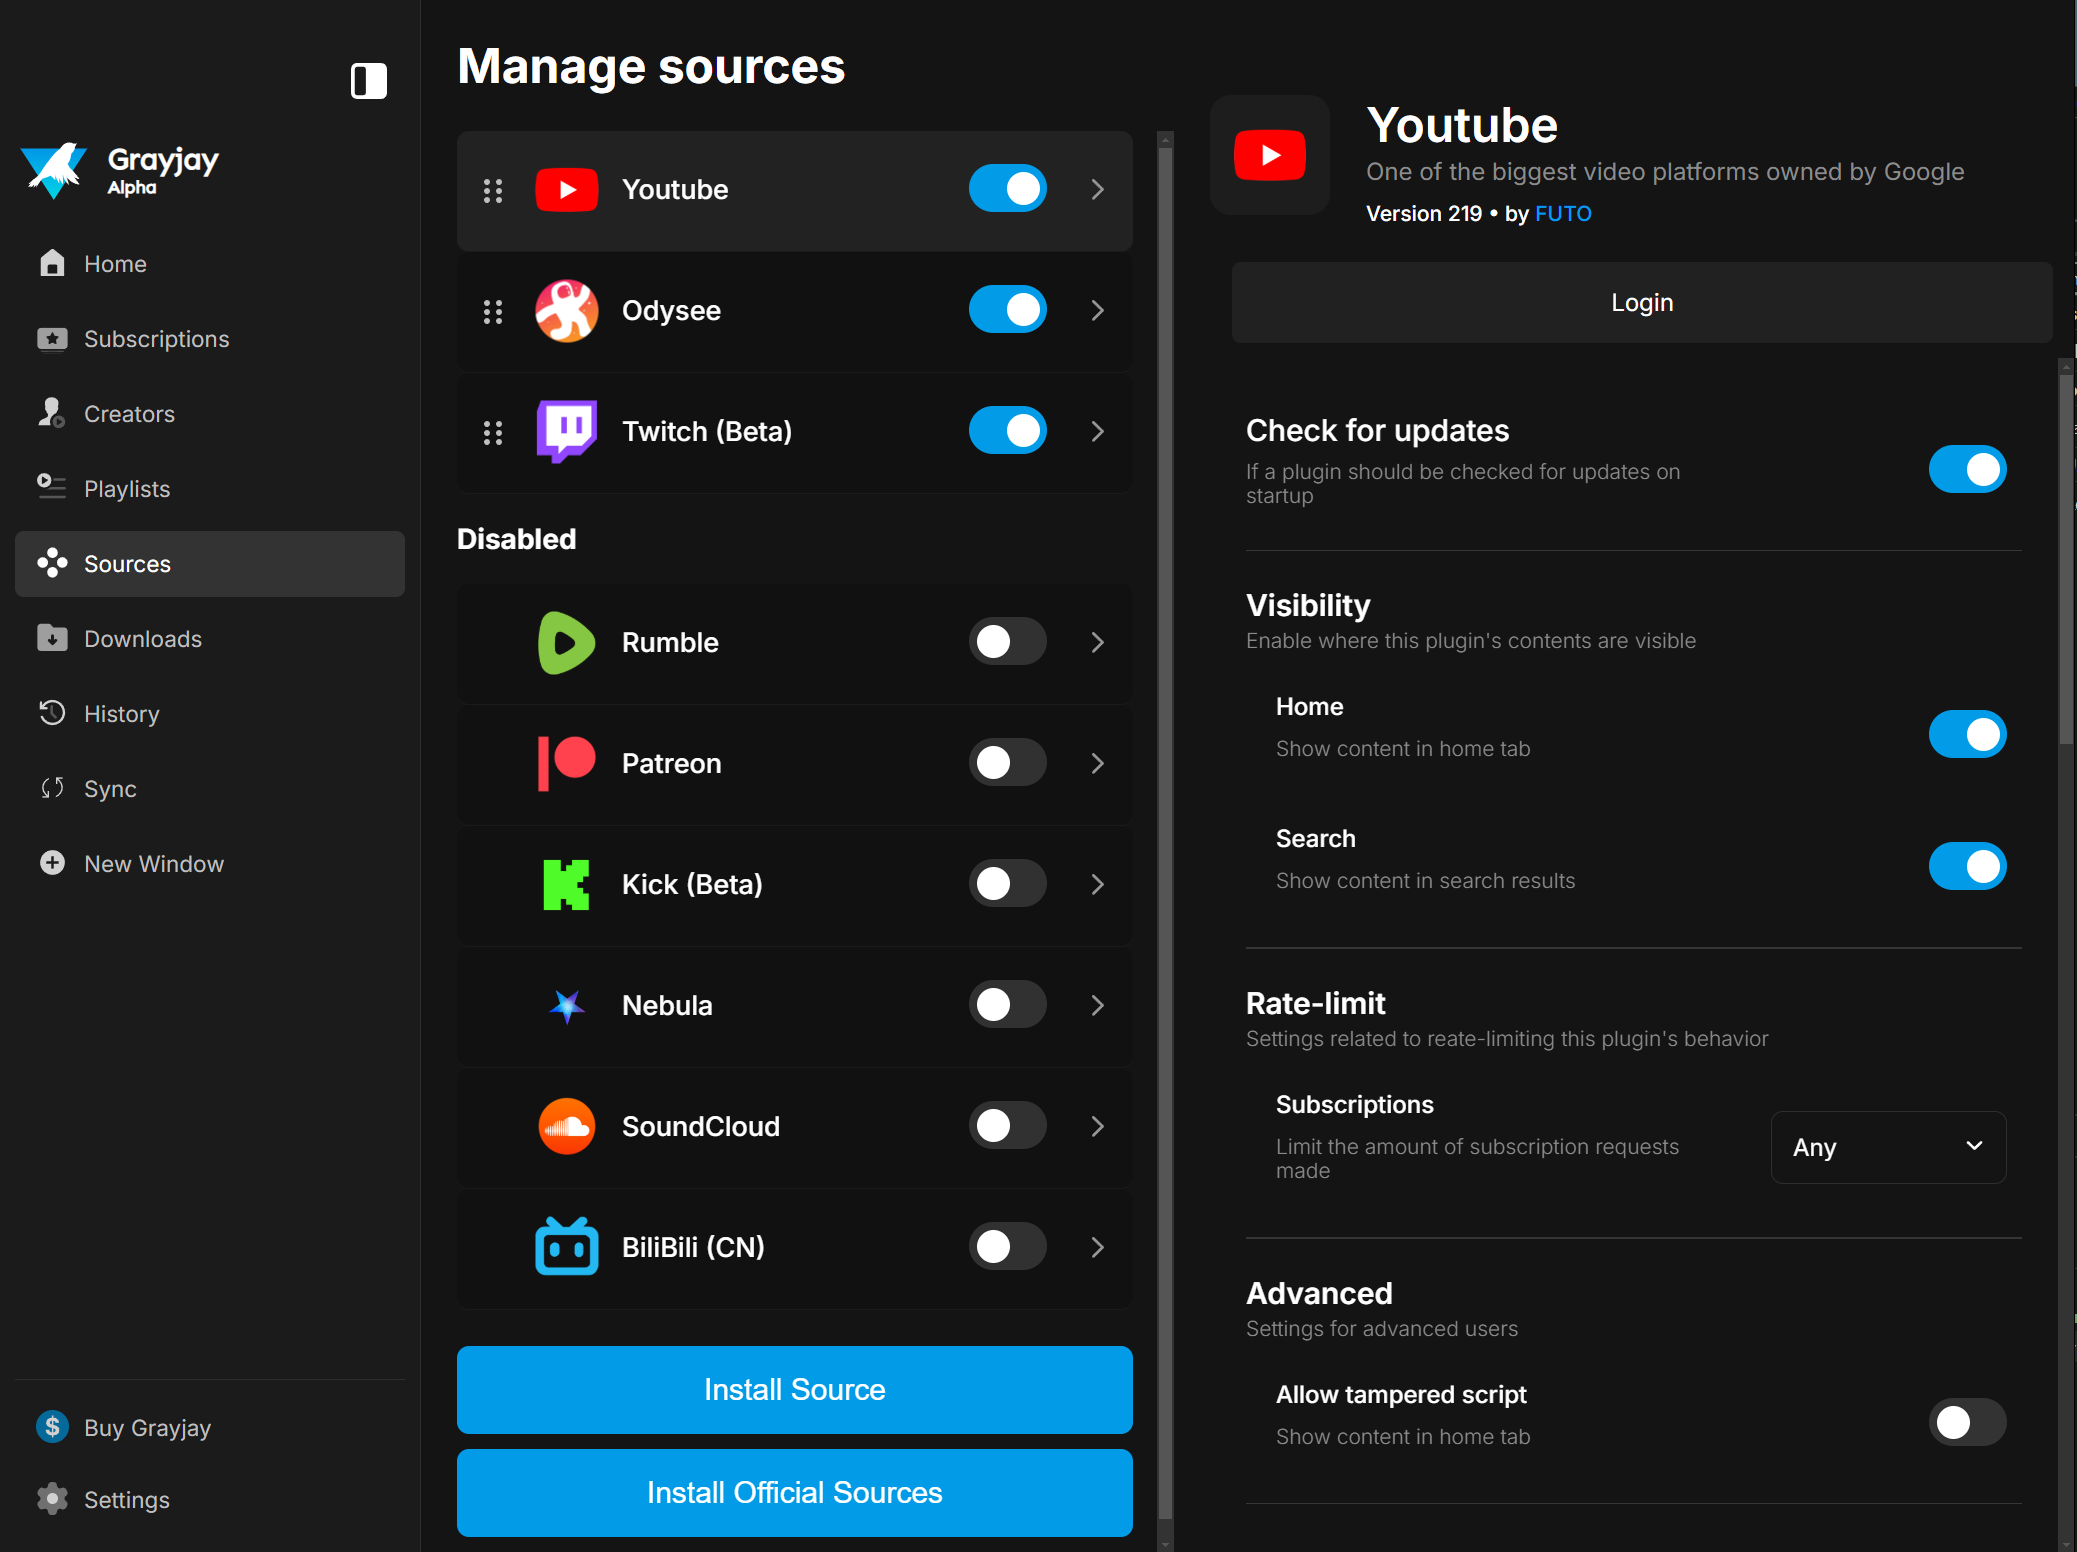 Grayjay
Alpha
Home
Subscriptions
Creators
Playlists
Sources
Downloads
History
Sync
New Window
Buy Grayjay
Settings
Manage sources
Youtube
Odysee
Twitch (Beta)
Disabled
Rumble
Patreon
Kick (Beta)
Nebula
SoundCloud
BiliBili (CN)
Install Source
Install Official Sources
Youtube
One of the biggest video platforms owned by Google
Version 219 • by FUTO
Login
Check for updates
If a plugin should be checked for updates on
startup
Visibility
Enable where this plugin's contents are visible
Home
Show content in home tab
Search
Show content in search results
Rate-limit
Settings related to reate-limiting this plugin's behavior
Subscriptions
Limit the amount of subscription requests
made
Any
Advanced
Settings for advanced users
Allow tampered script
Show content in home tab